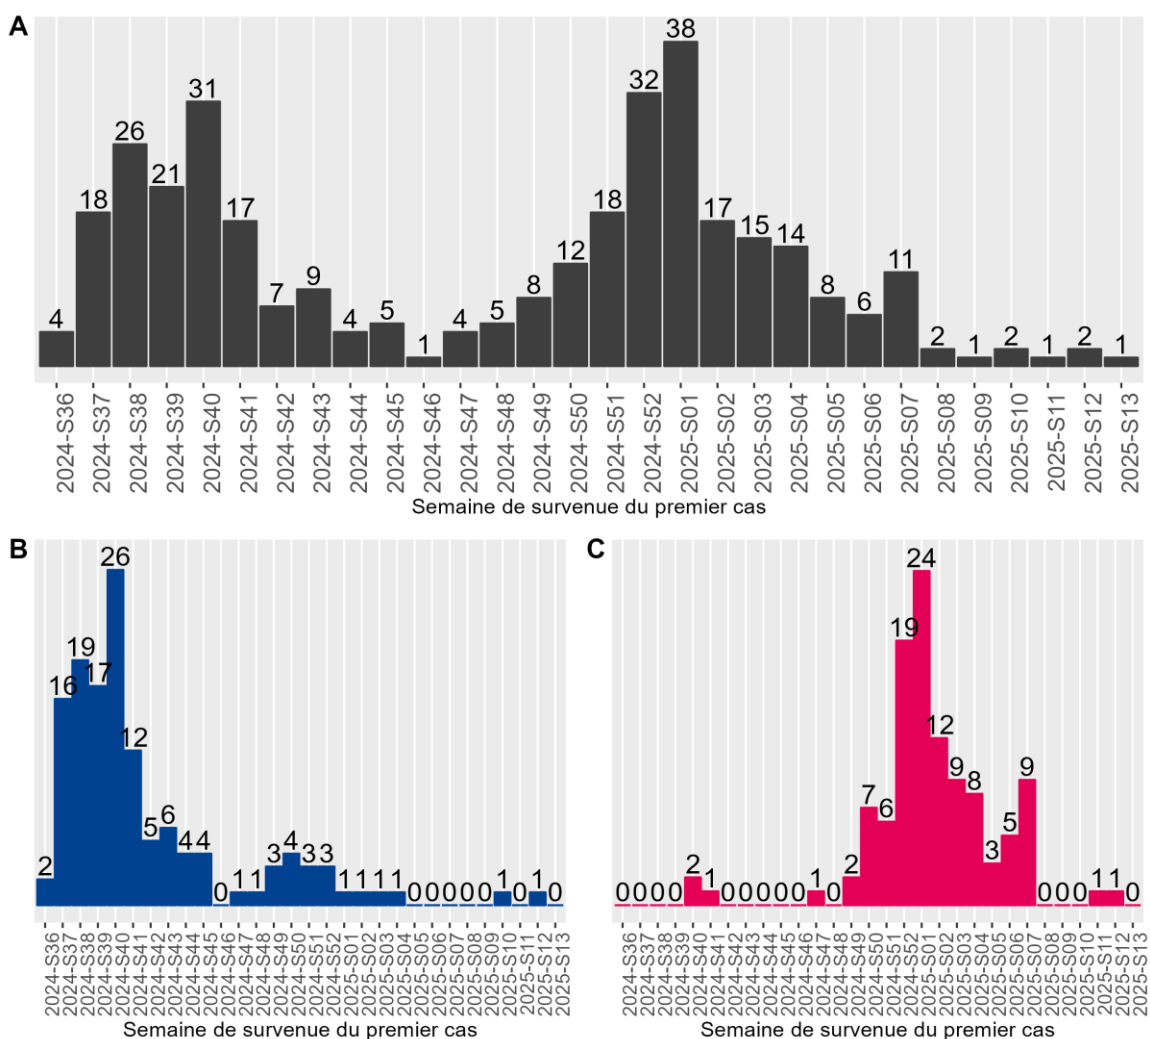 A
4 18 26 21 31 17 7 9 4 5 1 4 5 8 12 18 32 38 17 15 14 8 6 11 2 1 2 1 2 1
2024-S36
2024-S37
2024-S38
2024-S39
2024-S40
2024-S41
2024-S42
2024-S43
2024-S44
2024-S45
2024-S46
2024-S47
2024-S48
2024-S49
2024-S50
2024-S51
2024-S52
2025-S01
2025-S02
2025-S03
2025-S04
2025-S05
2025-S06
2025-S07
2025-S08
2025-S09
2025-S10
2025-S11
2025-S12
2025-S13
Semaine de survenue du premier cas
B
2 16 19 17 26 12 5 6 4 4 0 1 1 3 4 3 3 1 1 1 1 0 0 0 0 0 1 0 1 0
2024-S36
2024-S37
2024-S38
2024-S39
2024-S40
2024-S41
2024-S42
2024-S43
2024-S44
2024-S45
2024-S46
2024-S47
2024-S48
2024-S49
2024-S50
2024-S51
2024-S52
2025-S01
2025-S02
2025-S03
2025-S04
2025-S05
2025-S06
2025-S07
2025-S08
2025-S09
2025-S10
2025-S11
2025-S12
2025-S13
Semaine de survenue du premier cas
C
0 0 0 0 2 1 0 0 0 0 0 1 0 2 7 6 19 24 12 9 8 3 5 9 0 0 0 1 1 0
2024-S36
2024-S37
2024-S38
2024-S39
2024-S40
2024-S41
2024-S42
2024-S43
2024-S44
2024-S45
2024-S46
2024-S47
2024-S48
2024-S49
2024-S50
2024-S51
2024-S52
2025-S01
2025-S02
2025-S03
2025-S04
2025-S05
2025-S06
2025-S07
2025-S08
2025-S09
2025-S10
2025-S11
2025-S12
2025-S13
Semaine de survenue du premier cas